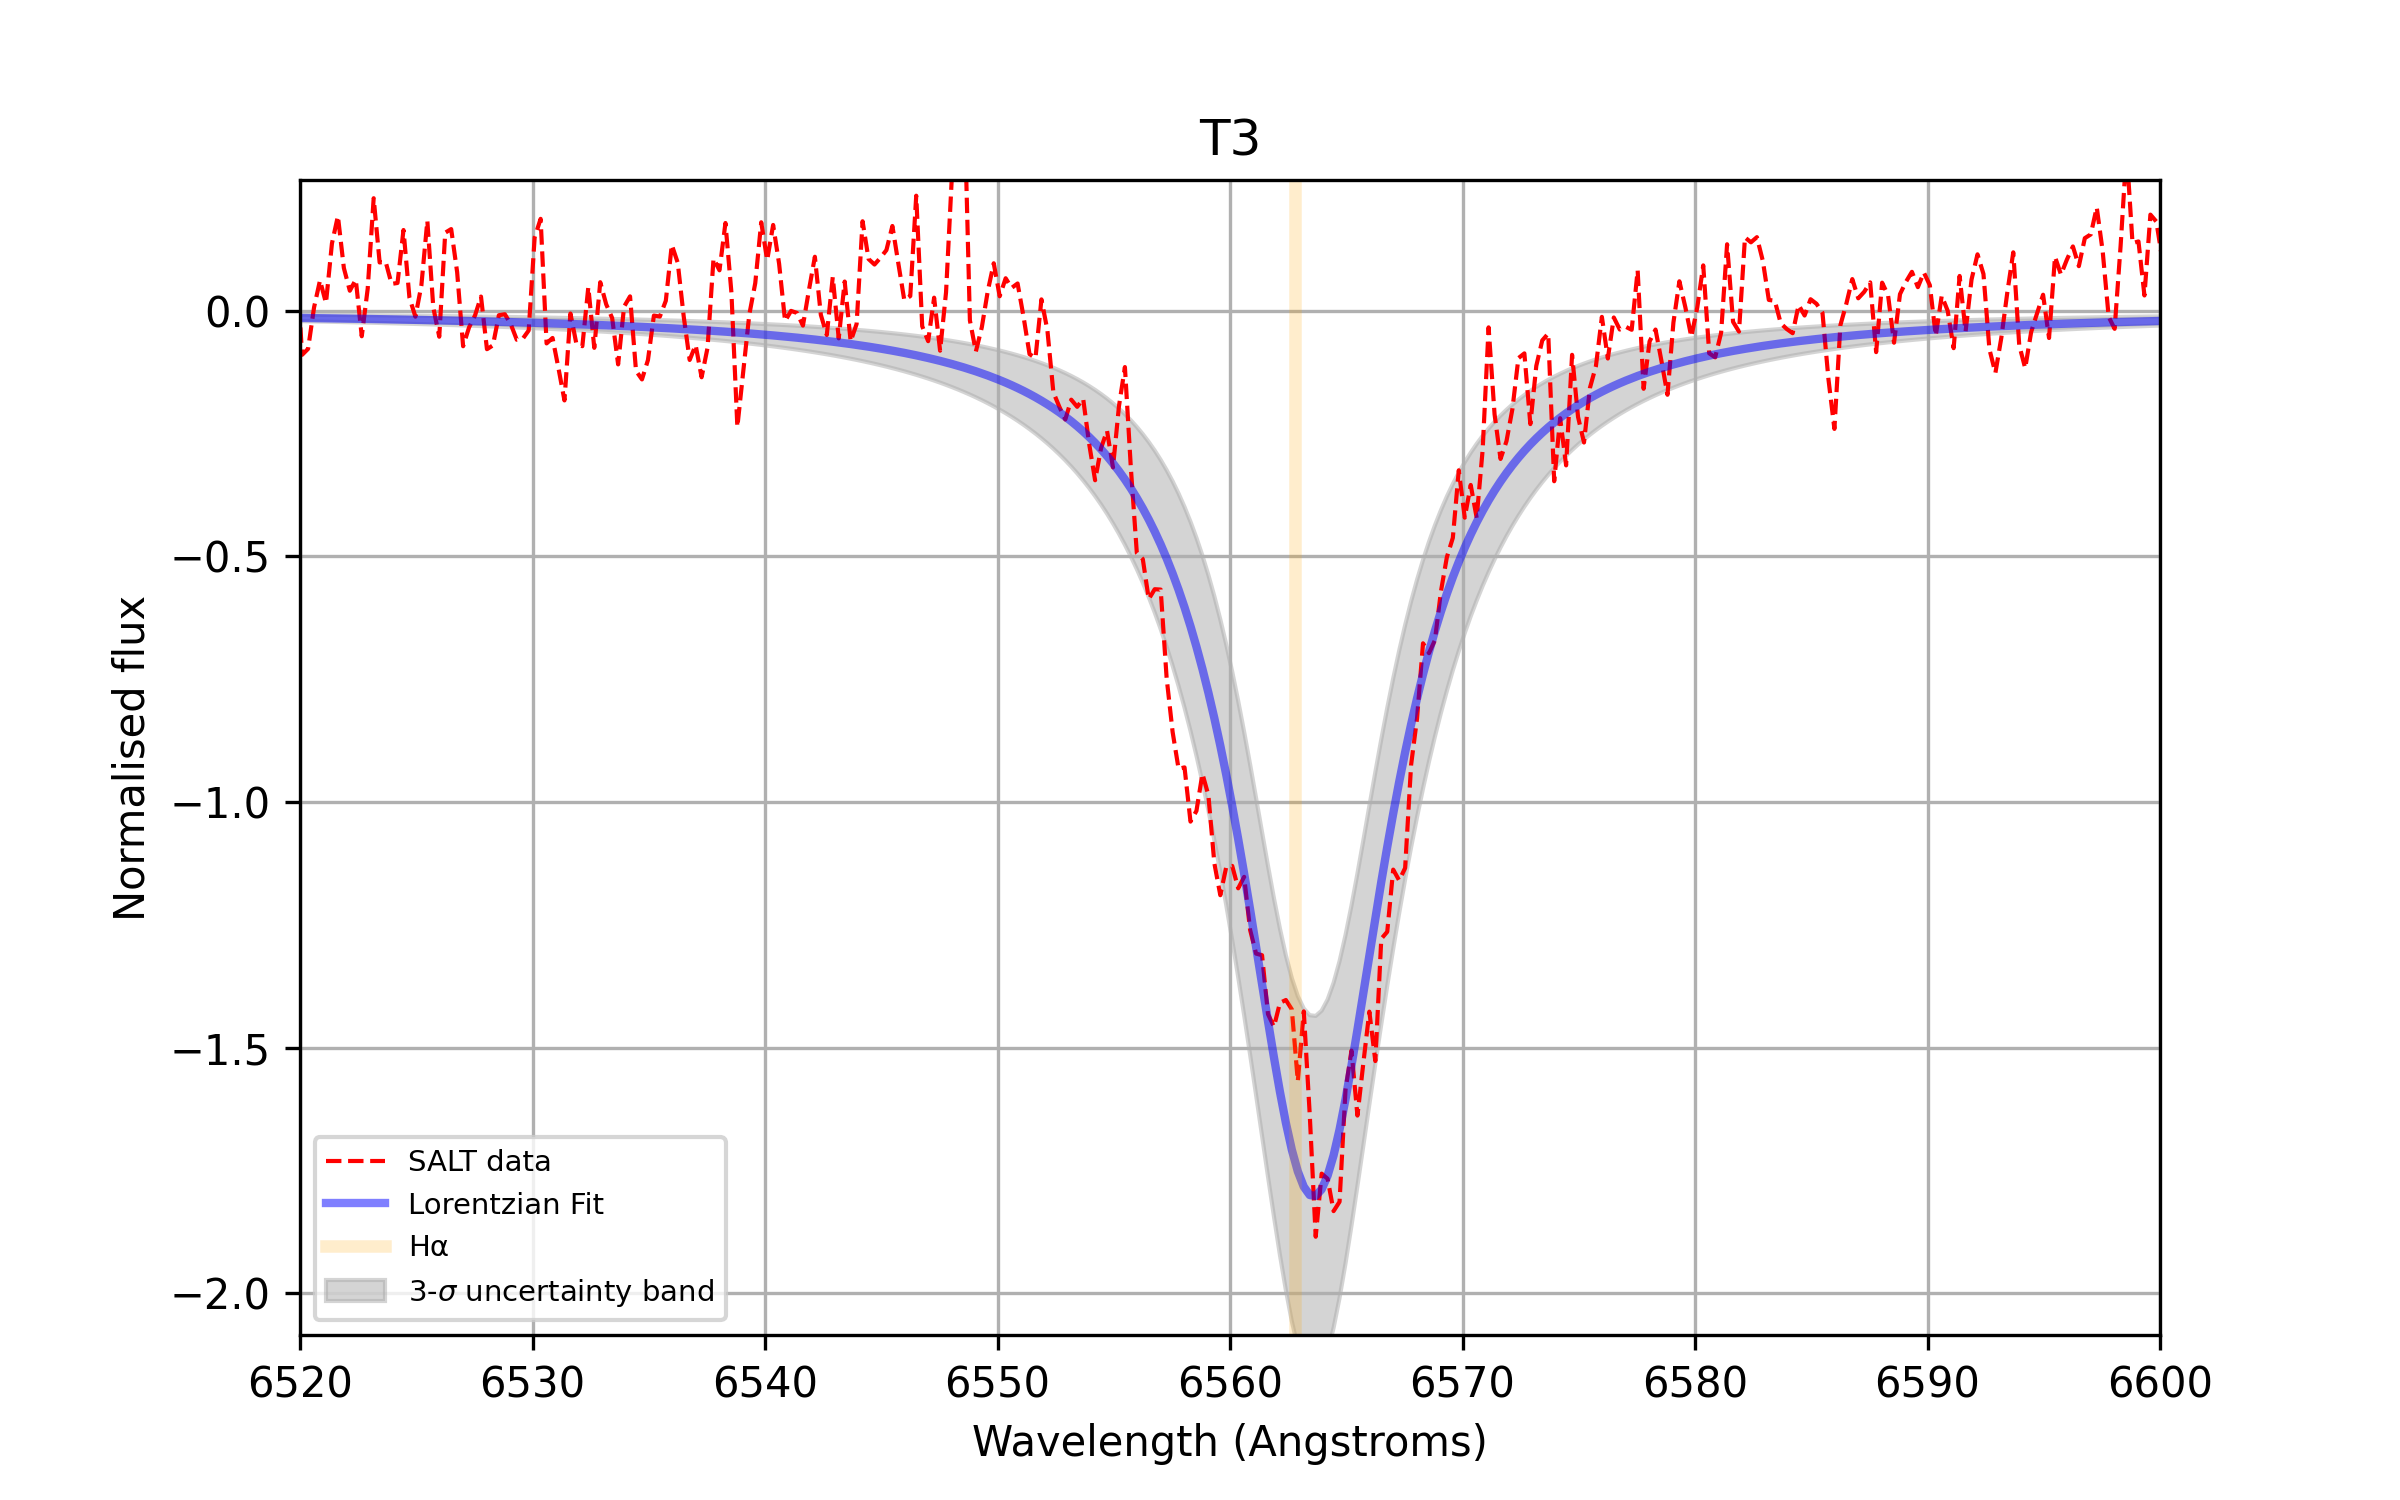 T3
Normalised flux
0.0
−0.5
−1.0
−1.5
−2.0
SALT data
Lorentzian Fit
Hα
3-σ uncertainty band
6520 6530 6540 6550 6560 6570 6580 6590 6600
Wavelength (Angstroms)